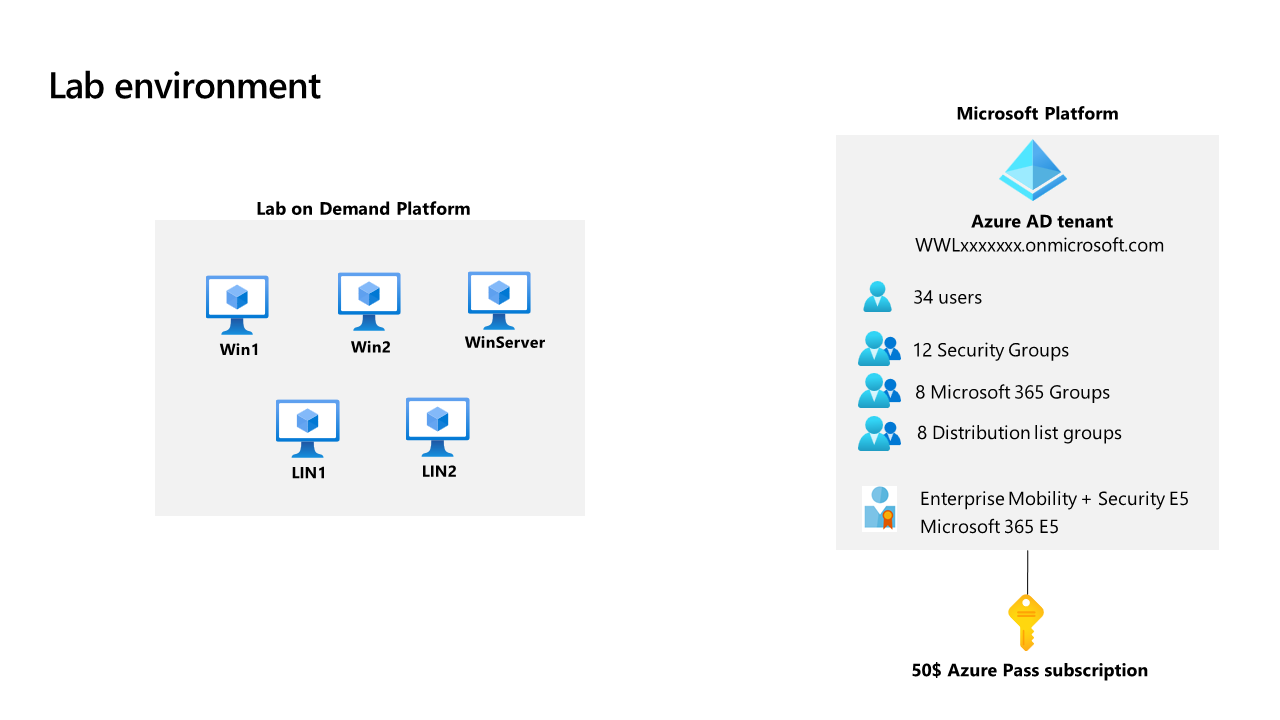 Lab environment
Lab on Demand Platform
Win1
Win2
WinServer
LIN1
LIN2
Microsoft Platform
Azure AD tenant
WWLxxxxxxx.onmicrosoft.com
34 users
12 Security Groups
8 Microsoft 365 Groups
8 Distribution list groups
Enterprise Mobility + Security E5
Microsoft 365 E5
50$ Azure Pass subscription